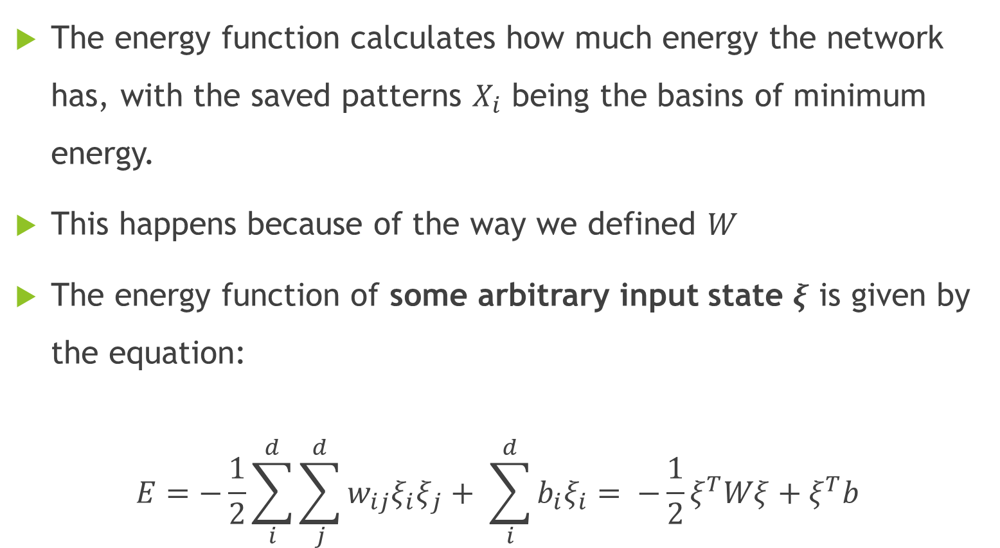 The energy function calculates how much energy the network
has, with the saved patterns 𝑋ᵢ being the basins of minimum
energy.
This happens because of the way we defined 𝑊
The energy function of some arbitrary input state 𝝃 is given by
the equation:
$E = -\frac{1}{2}\sum_{i}^{d}\sum_{j}^{d} w_{ij}\xi_i\xi_j + \sum_{i}^{d} b_i\xi_i = -\frac{1}{2}\xi^T W\xi + \xi^T b$